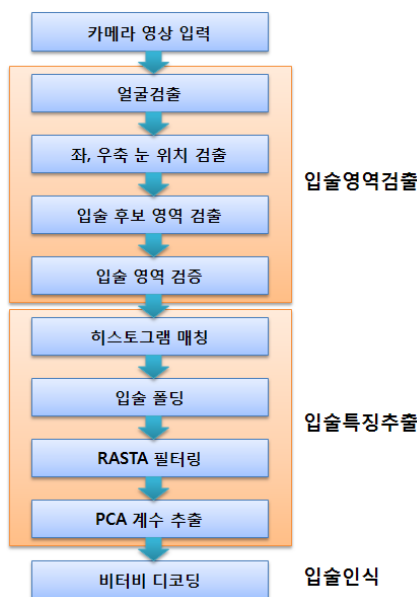 카메라 영상 입력
얼굴검출
좌, 우측 눈 위치 검출
입술 후보 영역 검출
입술 영역 검증
입술영역검출
히스토그램 매칭
입술 폴딩
RASTA 필터링
PCA 계수 추출
입술특징추출
비터비 디코딩
입술인식